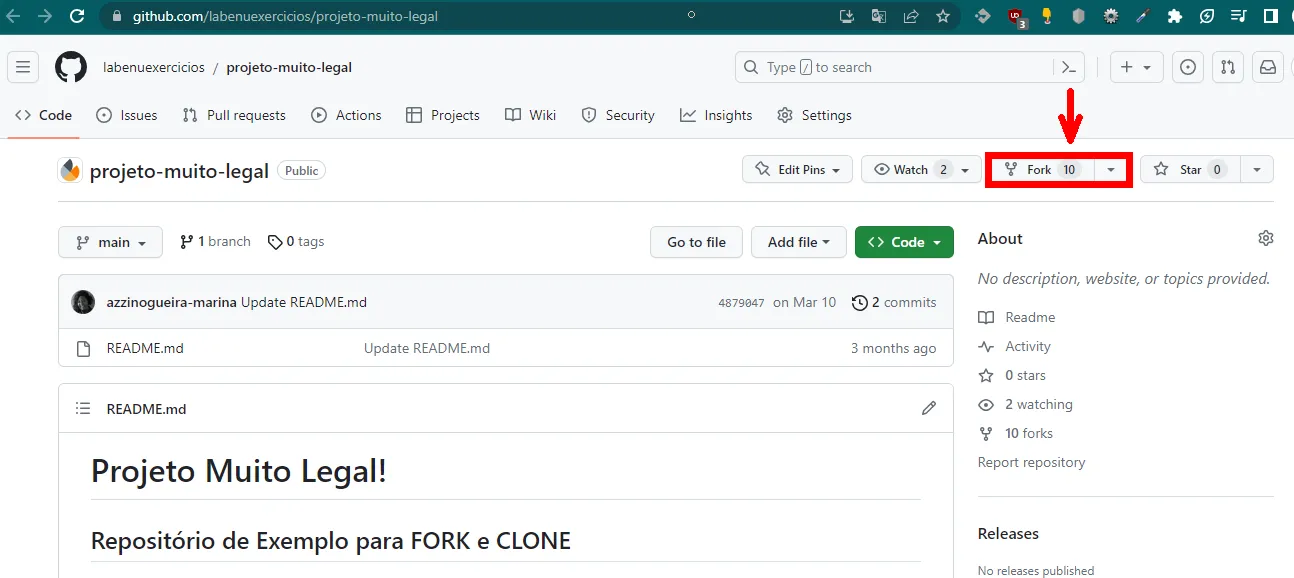 github.com/labenuexercicios/projeto-muito-legal
3
labenuexercicios / projeto-muito-legal
Type / to search
Code Issues Pull requests Actions Projects Wiki Security Insights Settings
projeto-muito-legal Public
Edit Pins Watch 2 Fork 10 Star 0
main 1 branch 0 tags Go to file Add file <> Code
About
No description, website, or topics provided.
azzinogueira-marina Update README.md 4879047 on Mar 10 2 commits
README.md Update README.md 3 months ago
Readme
Activity
0 stars
2 watching
10 forks
Report repository
README.md
Projeto Muito Legal!
Repositório de Exemplo para FORK e CLONE
Releases
No releases published